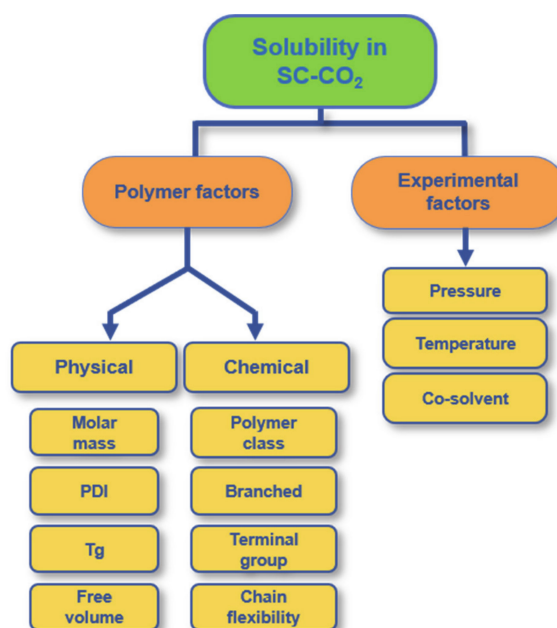 Solubility in
SC-CO₂
Polymer factors
Experimental
factors
Physical
Molar
mass
PDI
Tg
Free
volume
Chemical
Polymer
class
Branched
Terminal
group
Chain
flexibility
Pressure
Temperature
Co-solvent